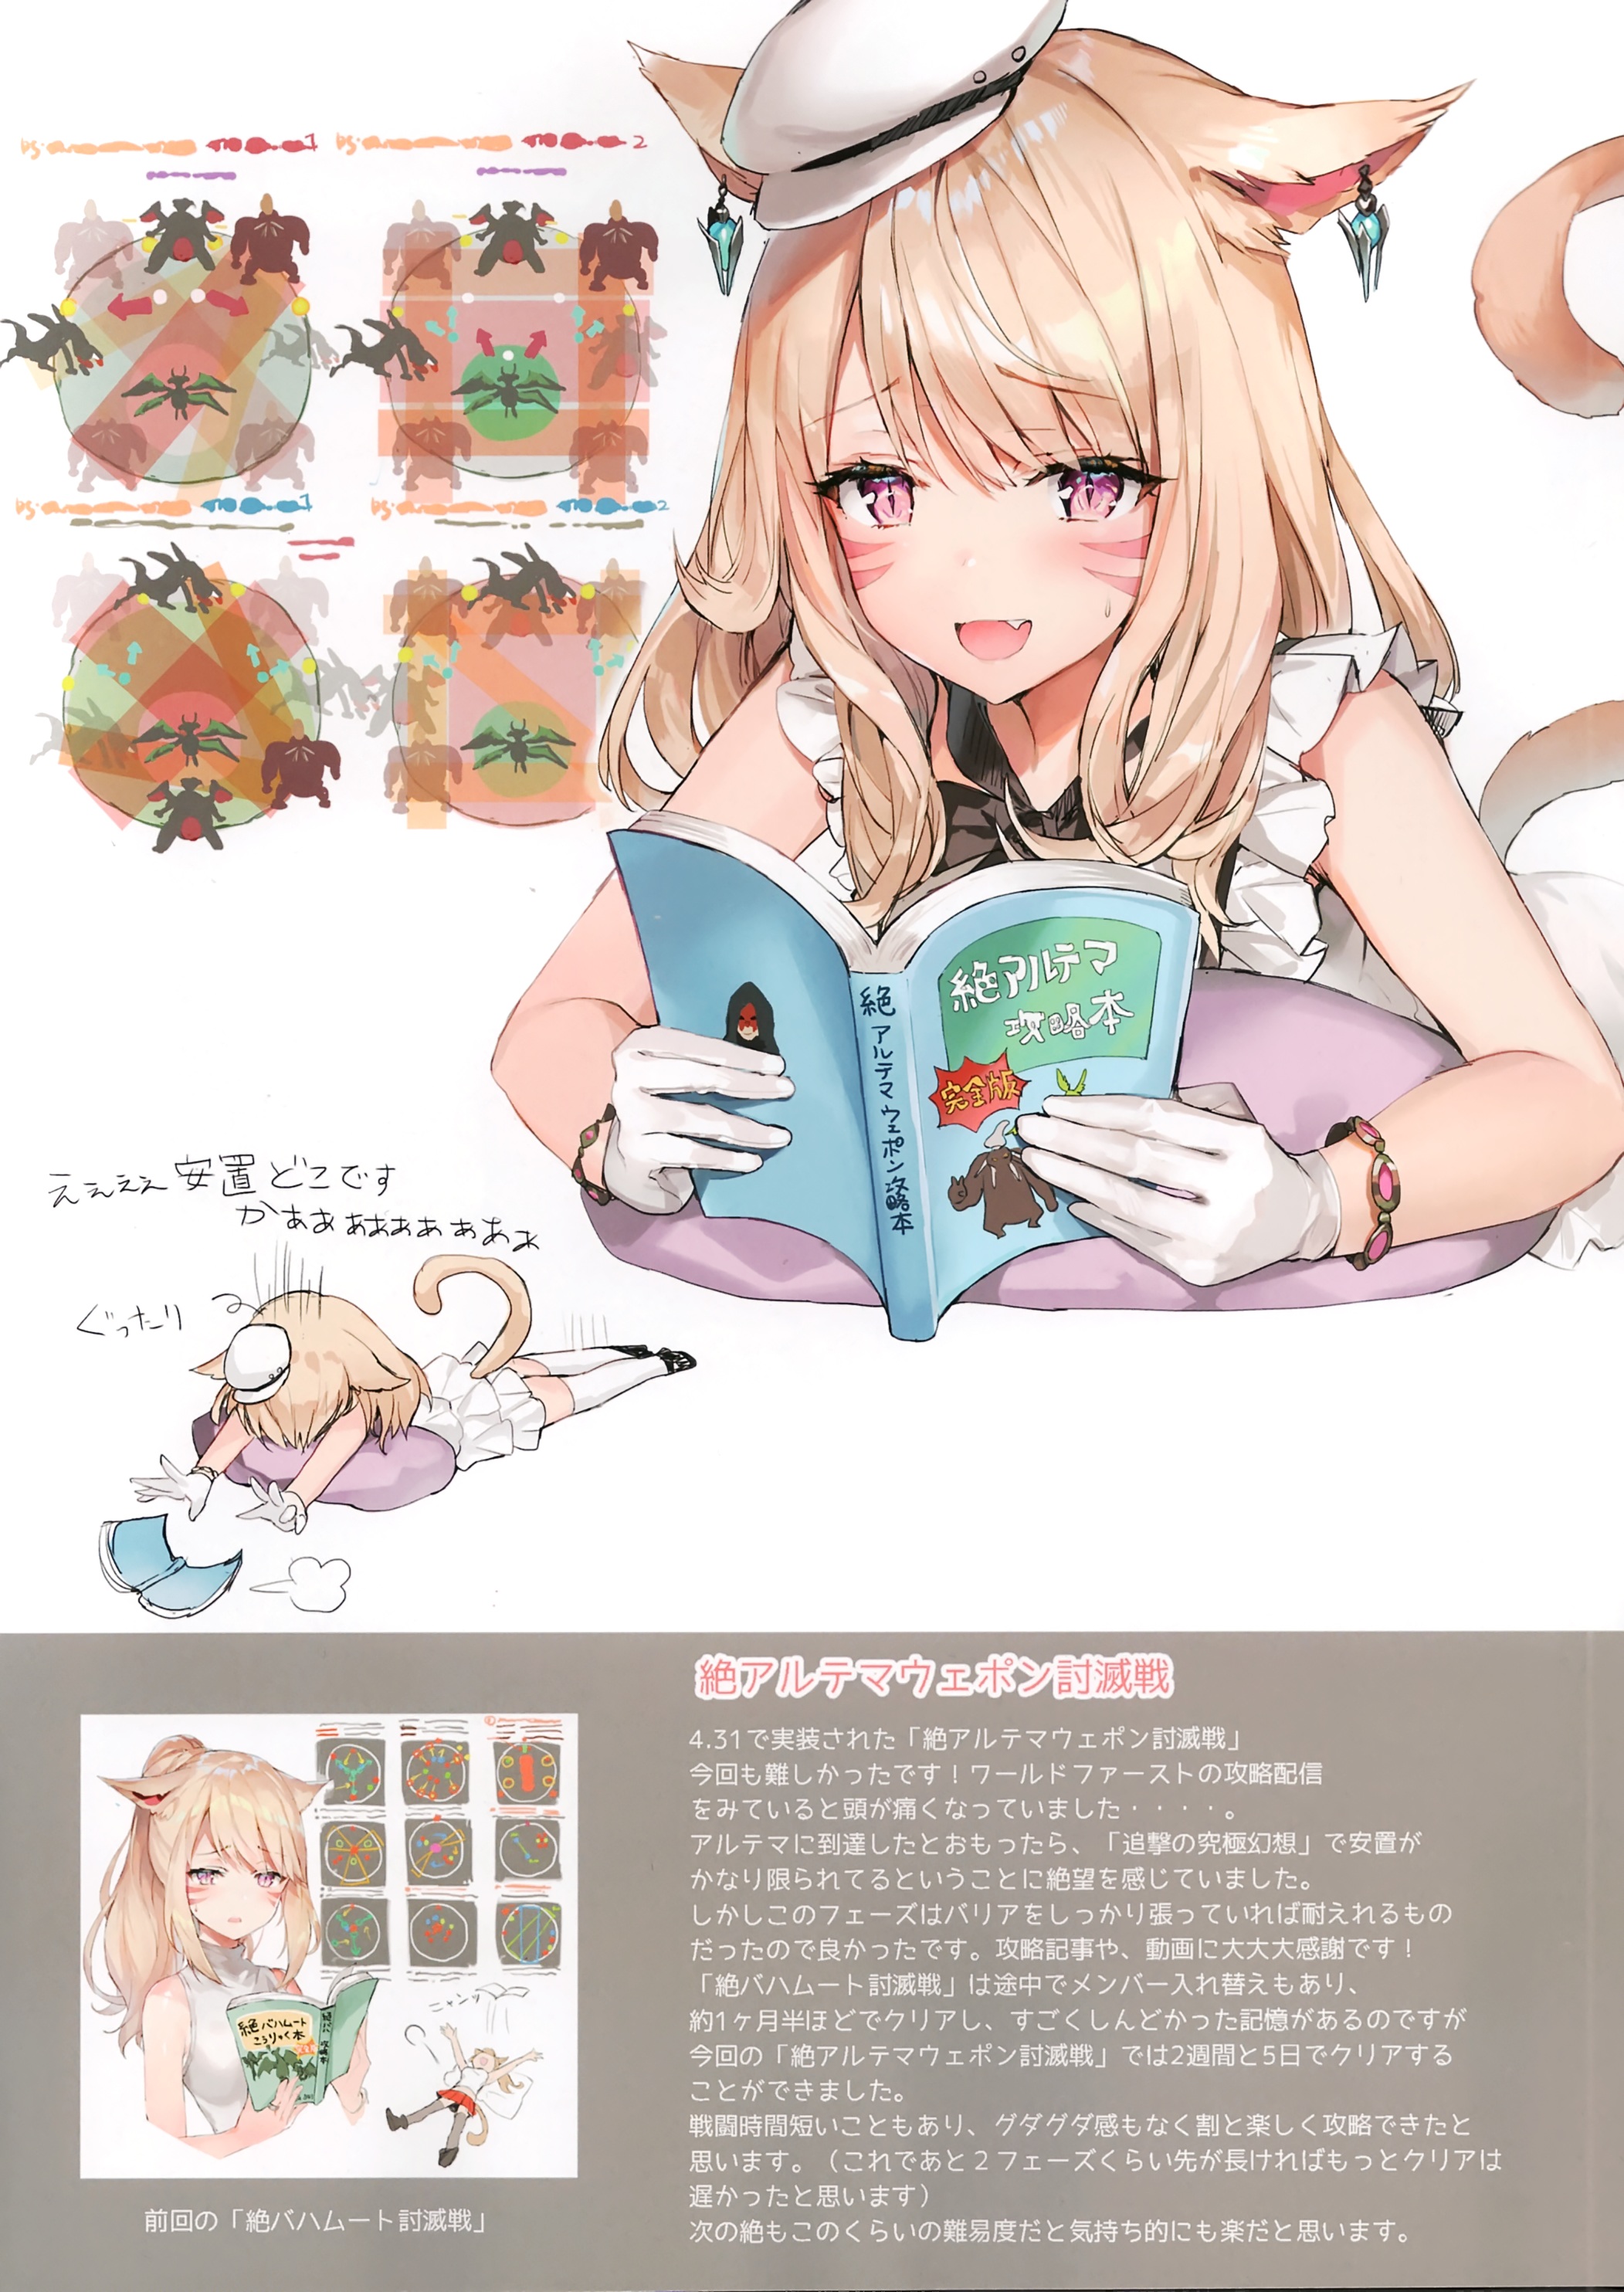 絶アルテマ
攻略本
完全版
絶 アルテマウェポン攻略本
えぇぇぇ安置どこです
かぁぁぁぁぁぁぁぁぁ
ぐったり
絶アルテマウェポン討滅戦
4.31で実装された「絶アルテマウェポン討滅戦」
今回も難しかったです！ワールドファーストの攻略配信
をみていると頭が痛くなっていました・・・・。
アルテマに到達したとおもったら、「追撃の究極幻想」で安置が
かなり限られてるということに絶望を感じていました。
しかしこのフェーズはバリアをしっかり張っていれば耐えれるもの
だったので良かったです。攻略記事や、動画に大大大感謝です！
「絶バハムート討滅戦」は途中でメンバー入れ替えもあり、
約1ヶ月半ほどでクリアし、すごくしんどかった記憶があるのですが
今回の「絶アルテマウェポン討滅戦」では2週間と5日でクリアする
ことができました。
戦闘時間短いこともあり、グダグダ感もなく割と楽しく攻略できたと
思います。（これであと２フェーズくらい先が長ければもっとクリアは
遅かったと思います）
次の絶もこのくらいの難易度だと気持ち的にも楽だと思います。
絶バハムート
こうりゃく本
前回の「絶バハムート討滅戦」